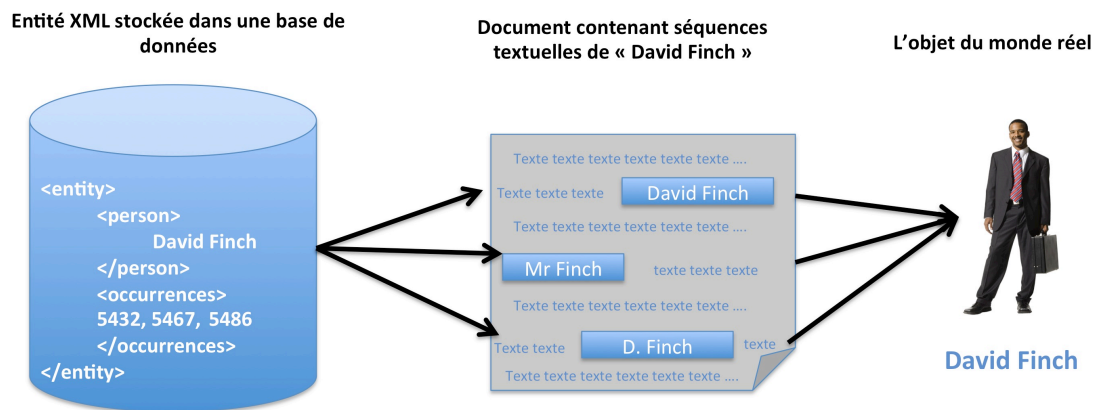 Entité XML stockée dans une base de
données
Document contenant séquences
textuelles de « David Finch »
L'objet du monde réel
<entity>
<person>
David Finch
</person>
<occurrences>
5432, 5467, 5486
</occurrences>
</entity>
Texte texte texte texte texte texte ....
Texte texte texte David Finch
Texte texte texte texte texte texte ....
Mr Finch texte texte texte
Texte texte texte texte texte texte ....
Texte texte D. Finch texte
Texte texte texte texte texte texte ....
David Finch